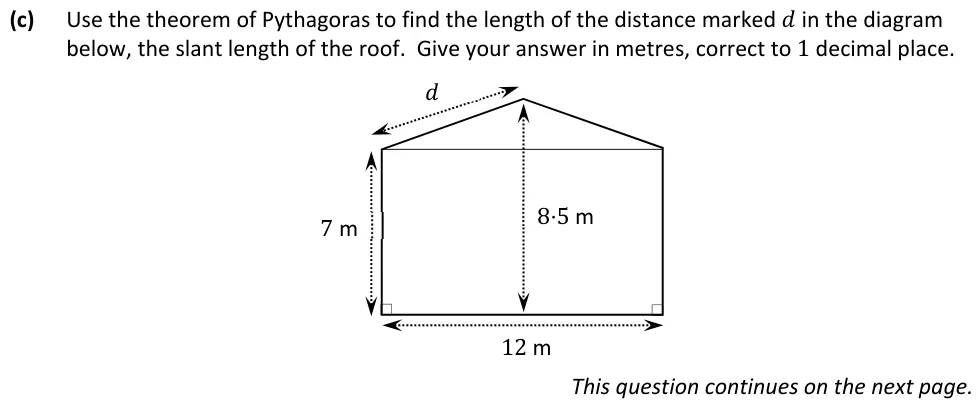 (c) Use the theorem of Pythagoras to find the length of the distance marked d in the diagram
below, the slant length of the roof. Give your answer in metres, correct to 1 decimal place.
d
8·5 m
7 m
12 m
This question continues on the next page.